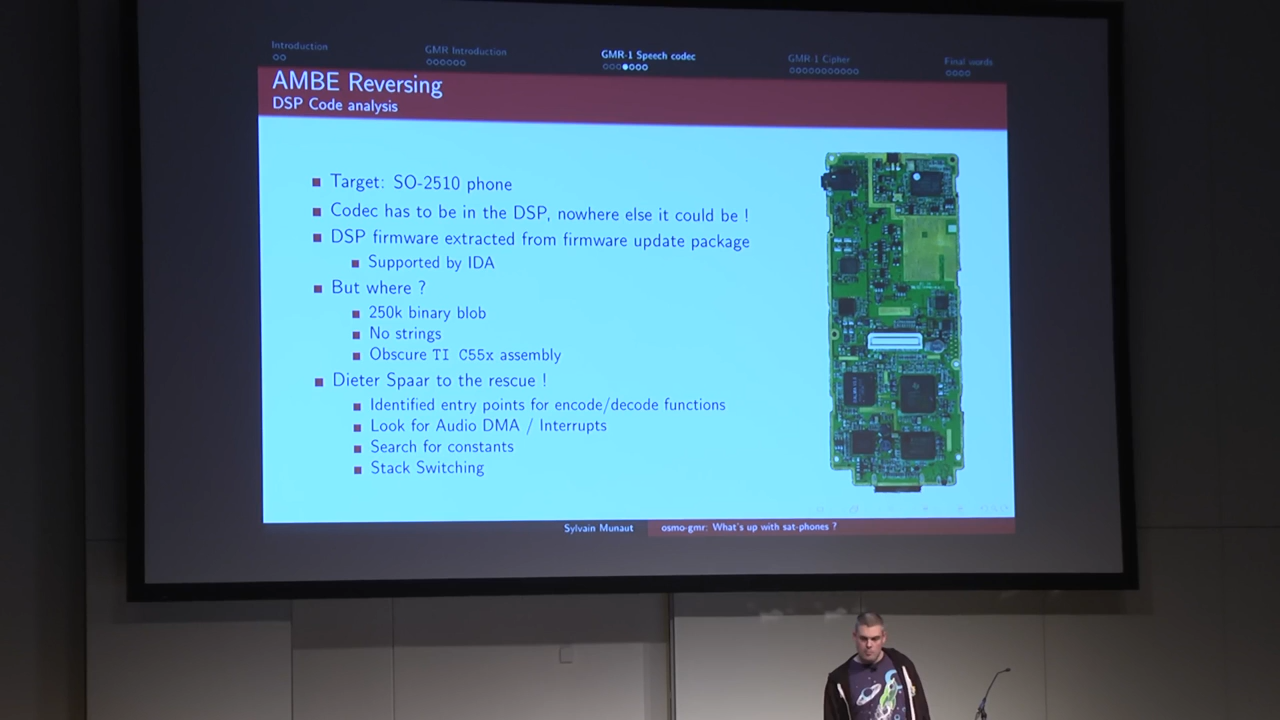 Introduction
GMR Introduction
GMR-1 Speech codec
GMR 1 Cipher
Final words
AMBE Reversing
DSP Code analysis
Target: SO-2510 phone
Codec has to be in the DSP, nowhere else it could be !
DSP firmware extracted from firmware update package
Supported by IDA
But where ?
250k binary blob
No strings
Obscure TI C55x assembly
Dieter Spaar to the rescue !
Identified entry points for encode/decode functions
Look for Audio DMA / Interrupts
Search for constants
Stack Switching
Sylvain Munaut
osmo-gmr: What's up with sat-phones ?